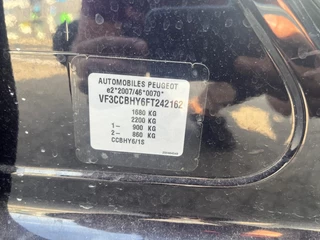 AUTOMOBILES PEUGEOT
e2*2007/46*0070*
VF3CCBHY6FT242162
1680 KG
2200 KG
1- 900 KG
2- 860 KG
CCBHY6/1S